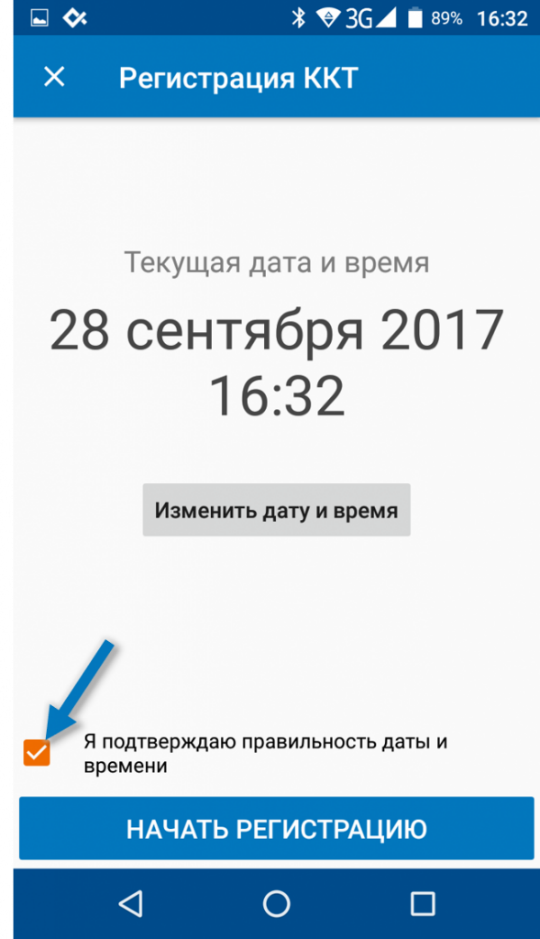 3G 89% 16:32
Регистрация ККТ
Текущая дата и время
28 сентября 2017
16:32
Изменить дату и время
Я подтверждаю правильность даты и
времени
НАЧАТЬ РЕГИСТРАЦИЮ